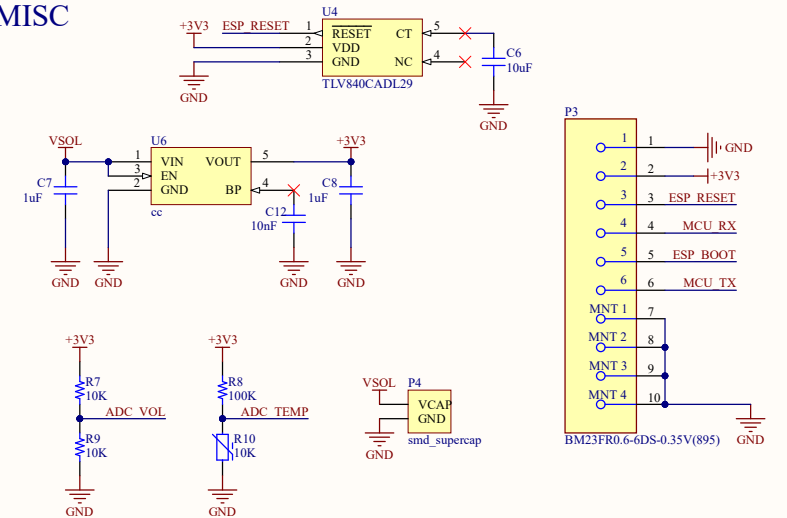 MISC
U4
+3V3
ESP_RESET
1
RESET
CT
5
2
VDD
3
GND
NC
4
C6
10uF
TLV840CADL29
GND
GND
P3
1
1
GND
2
2
+3V3
3
3
ESP_RESET
4
4
MCU_RX
5
5
ESP_BOOT
6
6
MCU_TX
MNT 1
7
MNT 2
8
MNT 3
9
MNT 4
10
BM23FR0.6-6DS-0.35V(895)
GND
VSOL
U6
+3V3
1
VIN
VOUT
5
3
EN
2
GND
BP
4
C7
1uF
C8
1uF
cc
C12
10nF
GND
GND
GND
GND
+3V3
R7
10K
ADC_VOL
R9
10K
GND
+3V3
R8
100K
ADC_TEMP
R10
10K
GND
VSOL
P4
VCAP
GND
smd_supercap
GND